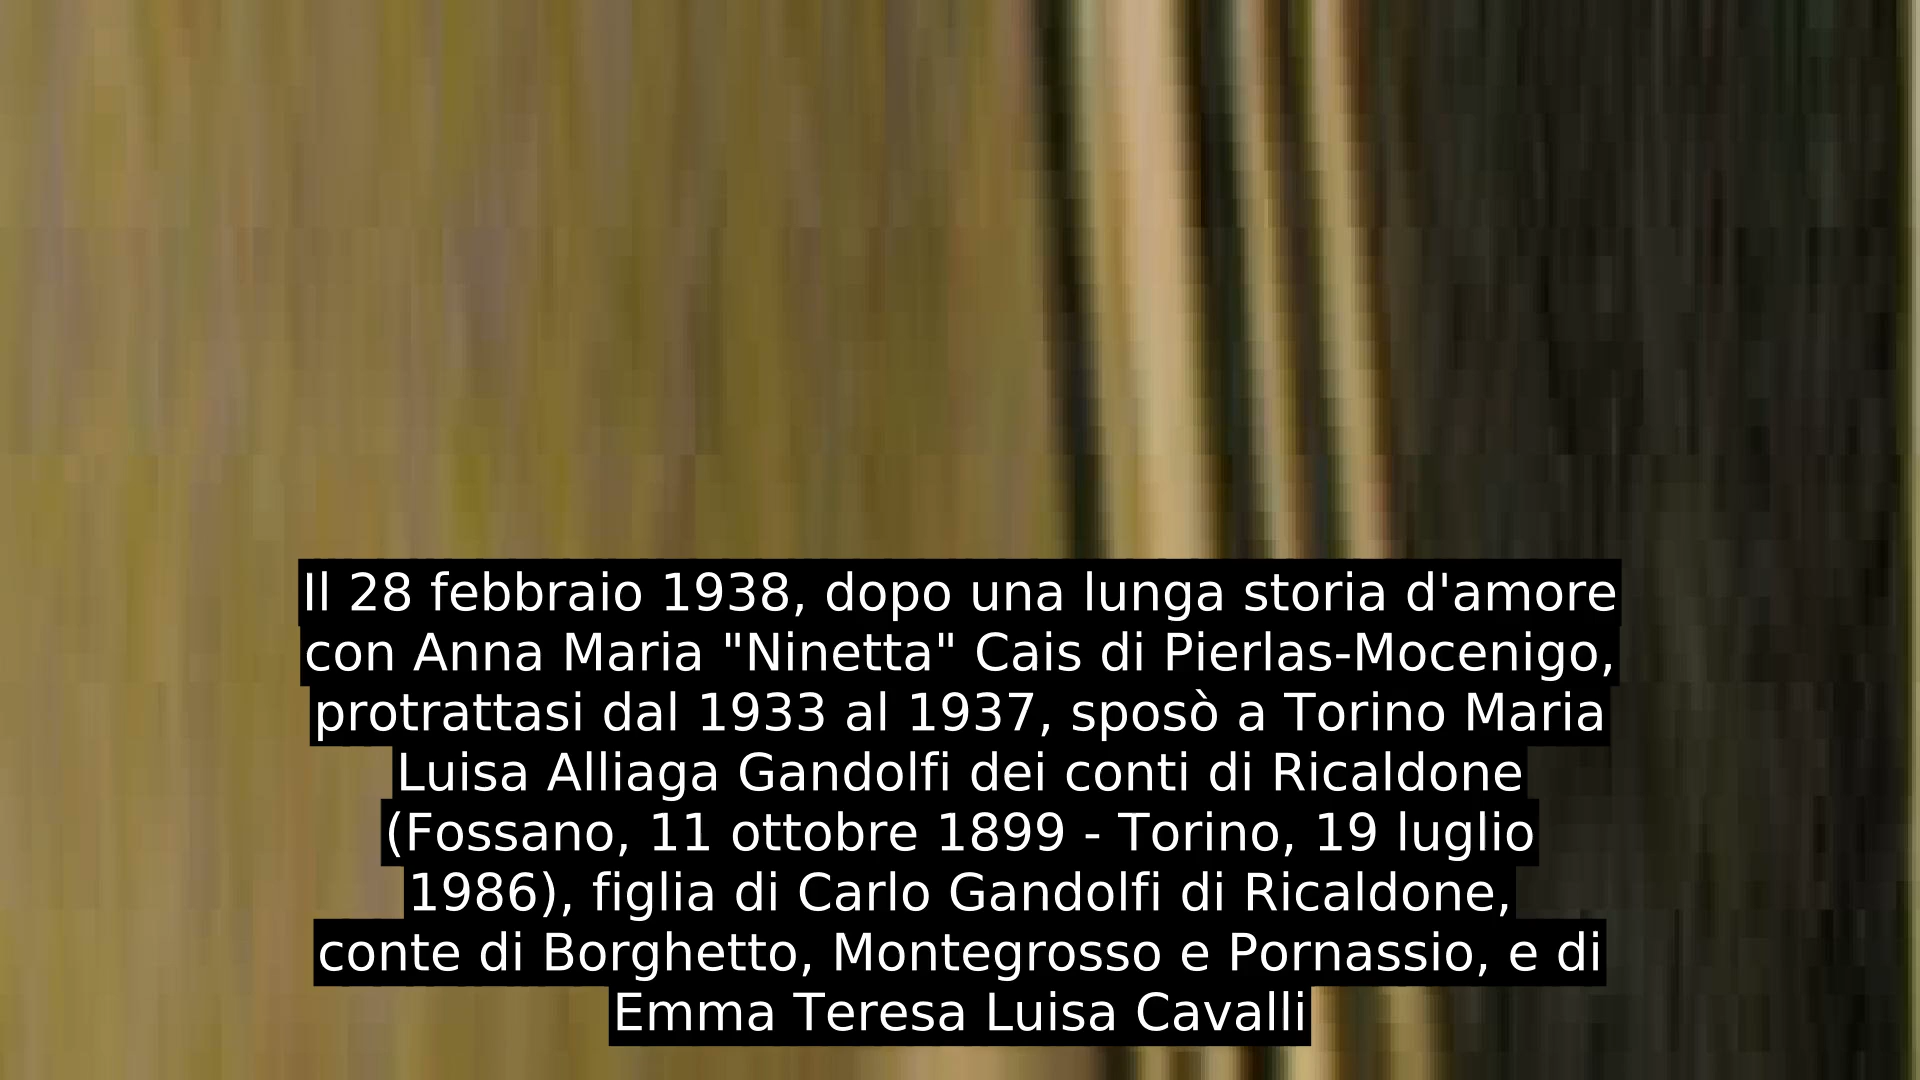 Il 28 febbraio 1938, dopo una lunga storia d'amore
con Anna Maria "Ninetta" Cais di Pierlas-Mocenigo,
protrattasi dal 1933 al 1937, sposò a Torino Maria
Luisa Alliaga Gandolfi dei conti di Ricaldone
(Fossano, 11 ottobre 1899 - Torino, 19 luglio
1986), figlia di Carlo Gandolfi di Ricaldone,
conte di Borghetto, Montegrosso e Pornassio, e di
Emma Teresa Luisa Cavalli